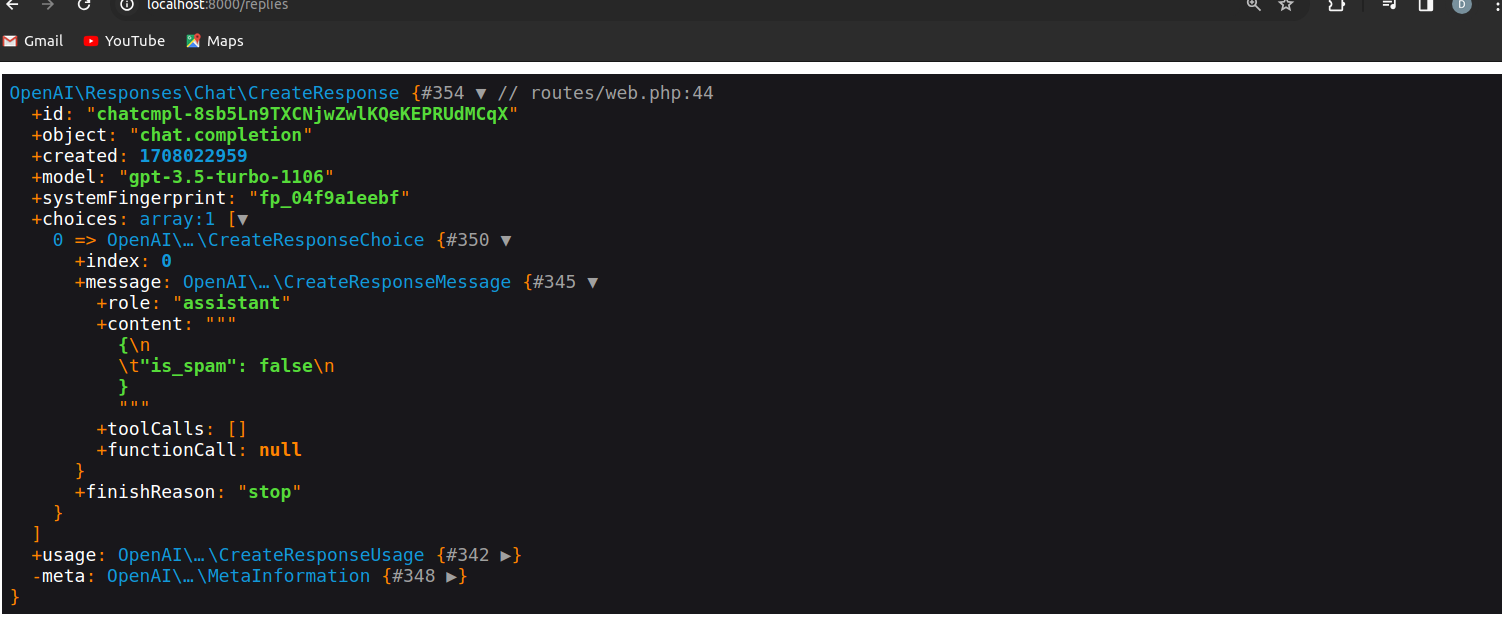 localhost:8000/replies
D
Gmail YouTube Maps
OpenAI\Responses\Chat\CreateResponse {#354 ▼ // routes/web.php:44
+id: "chatcmpl-8sb5Ln9TXCNjwZwlKQeKEPRUdMCqX"
+object: "chat.completion"
+created: 1708022959
+model: "gpt-3.5-turbo-1106"
+systemFingerprint: "fp_04f9a1eebf"
+choices: array:1 [▼
0 => OpenAI\…\CreateResponseChoice {#350 ▼
+index: 0
+message: OpenAI\…\CreateResponseMessage {#345 ▼
+role: "assistant"
+content: """
{\n
\t"is_spam": false\n
}
"""
+toolCalls: []
+functionCall: null
}
+finishReason: "stop"
}
]
+usage: OpenAI\…\CreateResponseUsage {#342 ▶}
-meta: OpenAI\…\MetaInformation {#348 ▶}
}